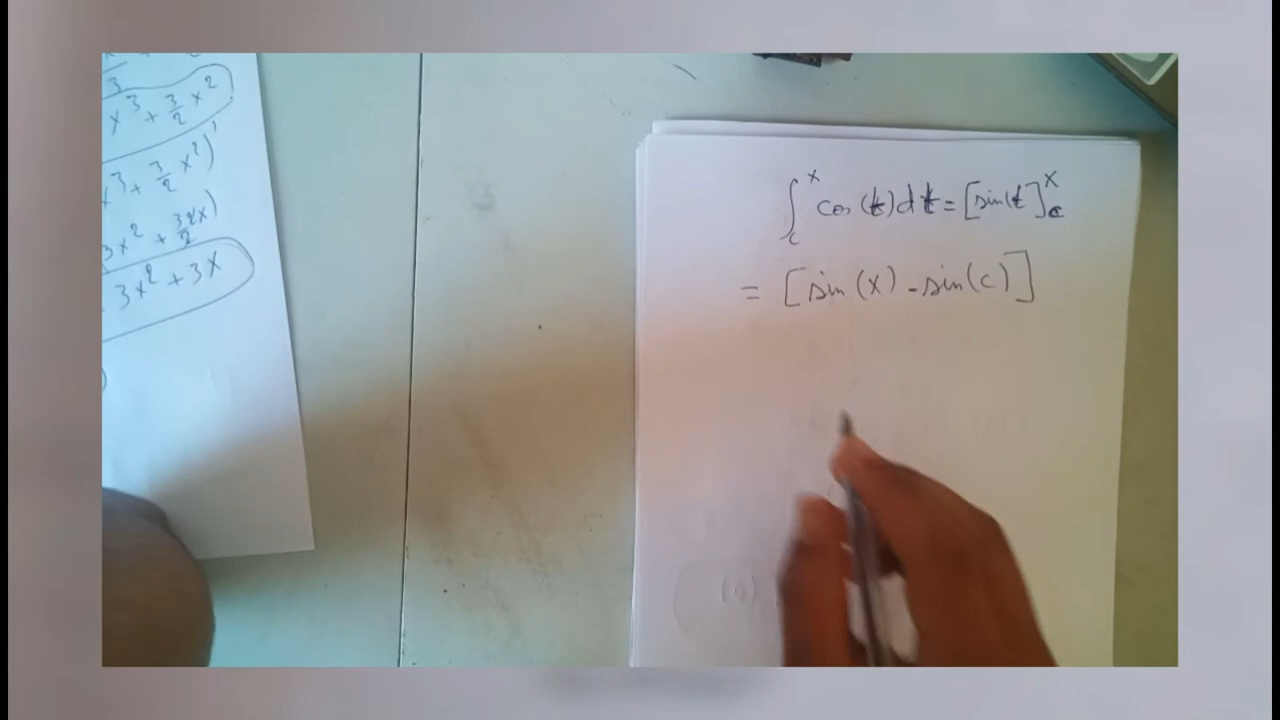 3
x³ + 3/2 x²
x³ + 3/2 x²)'
3x² + 3/2 2x)
3x² + 3x
∫_c^x cos(t)dt = [sin(t]_c^x
= [sin(x) - sin(c)]